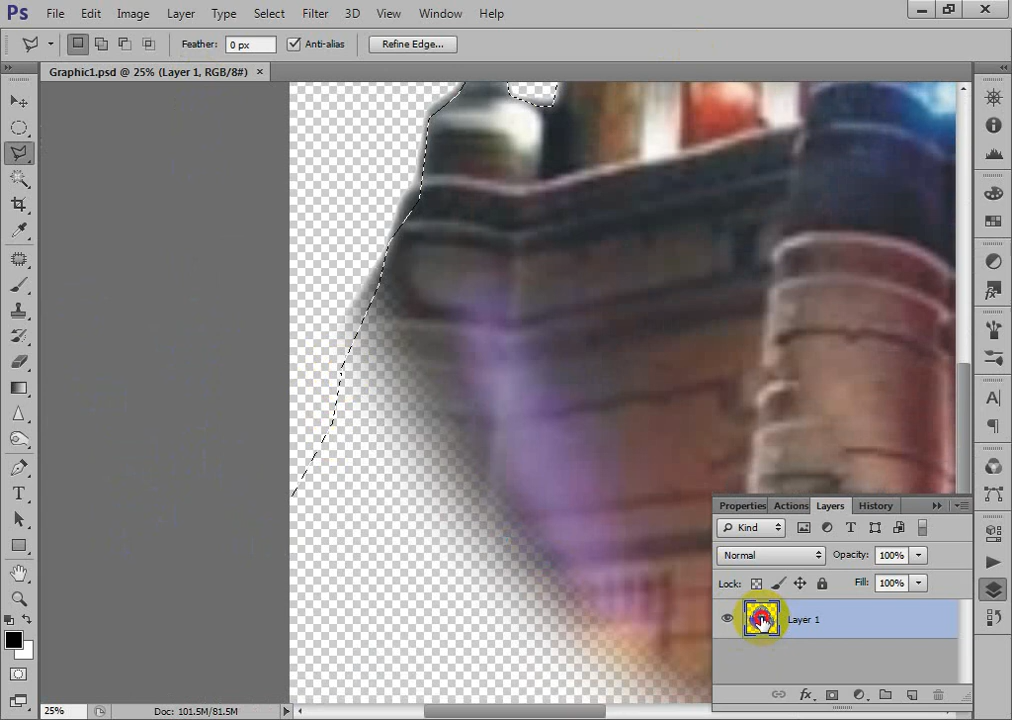 Ps File Edit Image Layer Type Select Filter 3D View Window Help
Feather: 0 px Anti-alias Refine Edge...
Graphic1.psd @ 25% (Layer 1, RGB/8#) ×
Properties Actions Layers History
Kind
Normal Opacity: 100%
Lock: Fill: 100%
Layer 1
25% Doc: 101.5M/81.5M